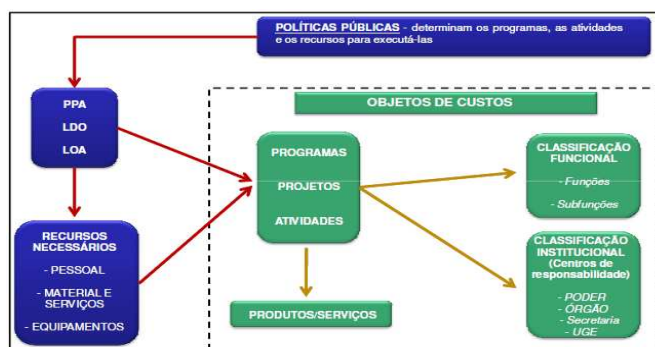 POLÍTICAS PÚBLICAS - determinam os programas, as atividades
e os recursos para executá-las
PPA
LDO
LOA
RECURSOS
NECESSÁRIOS
- PESSOAL
- MATERIAL E
SERVIÇOS
- EQUIPAMENTOS
OBJETOS DE CUSTOS
PROGRAMAS
PROJETOS
ATIVIDADES
PRODUTOS/SERVIÇOS
CLASSIFICAÇÃO
FUNCIONAL
- Funções
- Subfunções
CLASSIFICAÇÃO
INSTITUCIONAL
(Centros de
responsabilidade)
- PODER
- ÓRGÃO
- Secretaria
- UGE